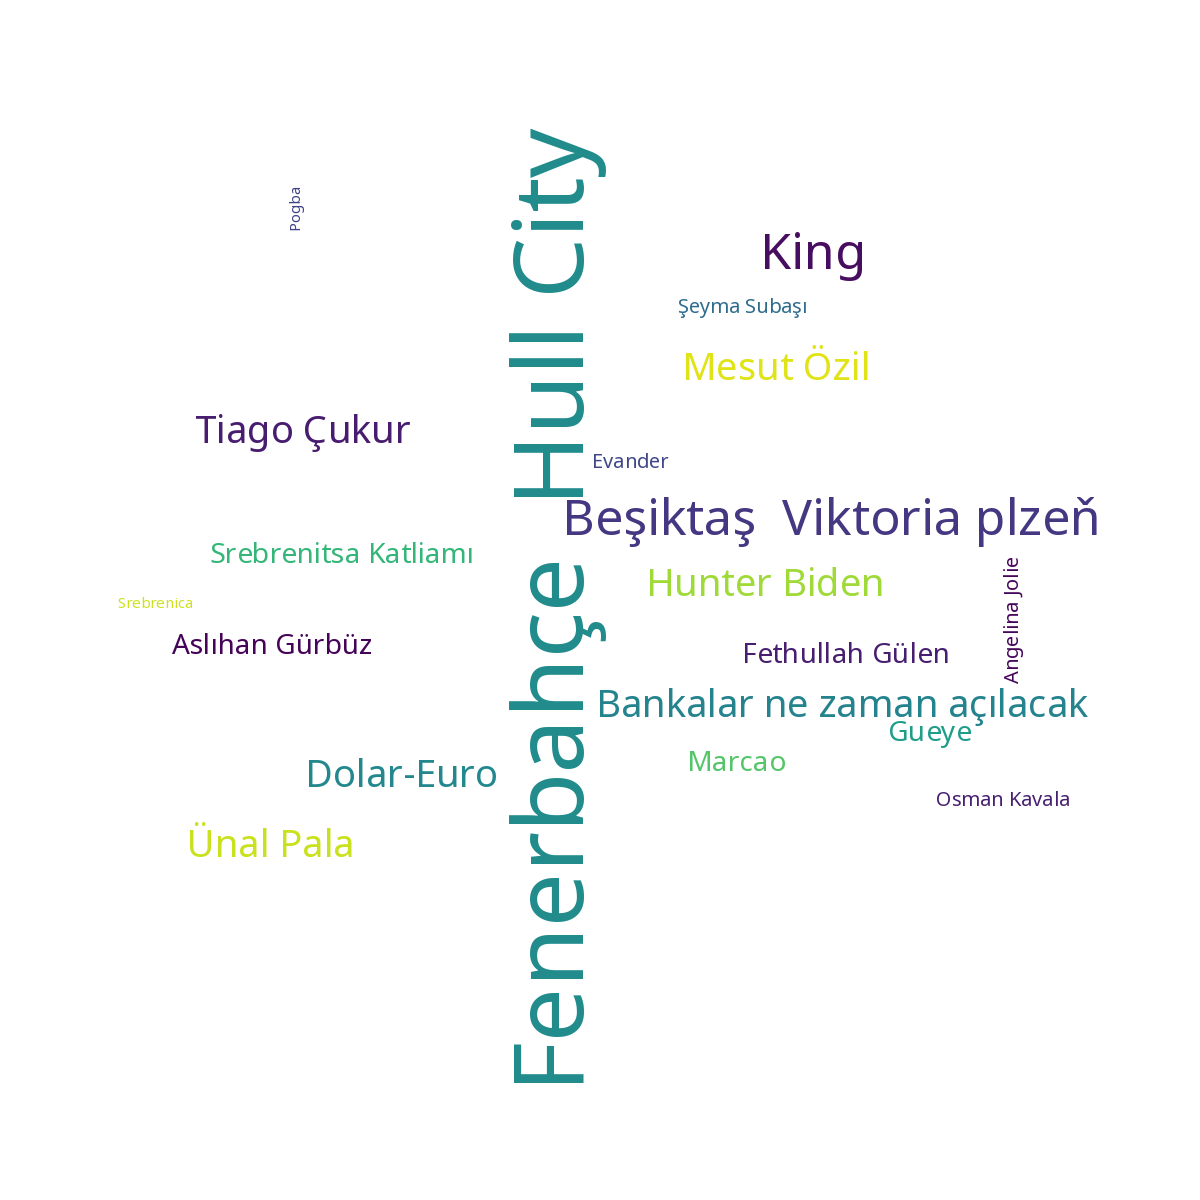 Pogba
King
Şeyma Subaşı
Mesut Özil
Tiago Çukur
Evander
Fenerbahçe  Hull City
Beşiktaş  Viktoria plzeň
Srebrenitsa Katliamı
Hunter Biden
Srebrenica
Angelina Jolie
Aslıhan Gürbüz
Fethullah Gülen
Bankalar ne zaman açılacak
Gueye
Marcao
Dolar-Euro
Osman Kavala
Ünal Pala